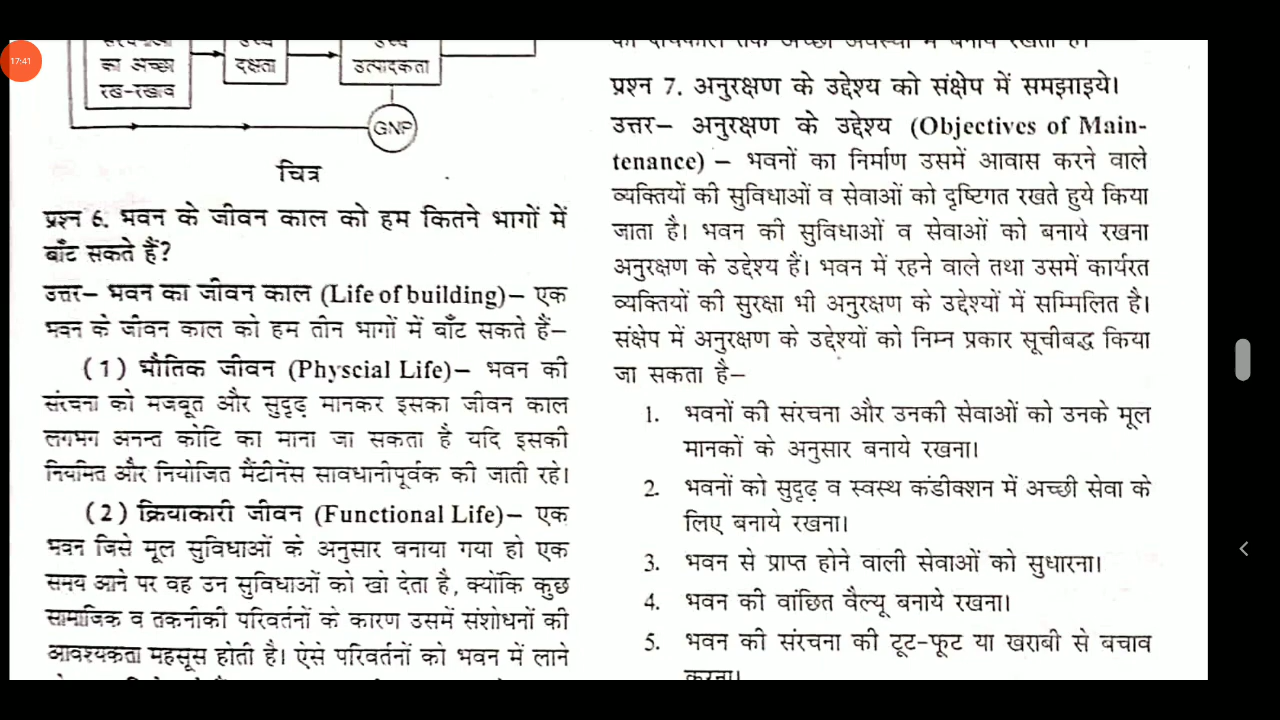 17:41
का अच्छा
रख-रखाव
दक्षता
उत्पादकता
GNP
चित्र
प्रश्न 6. भवन के जीवन काल को हम कितने भागों में
बाँट सकते हैं?
उत्तर– भवन का जीवन काल (Life of building)– एक
भवन के जीवन काल को हम तीन भागों में बाँट सकते हैं–
(1) भौतिक जीवन (Physcial Life)– भवन की
संरचना को मजबूत और सुदृढ़ मानकर इसका जीवन काल
लगभग अनन्त कोटि का माना जा सकता है यदि इसकी
नियमित और नियोजित मैंटीनेंस सावधानीपूर्वक की जाती रहे।
(2) क्रियाकारी जीवन (Functional Life)– एक
भवन जिसे मूल सुविधाओं के अनुसार बनाया गया हो एक
समय आने पर वह उन सुविधाओं को खो देता है, क्योंकि कुछ
सामाजिक व तकनीकी परिवर्तनों के कारण उसमें संशोधनों की
आवश्यकता महसूस होती है। ऐसे परिवर्तनों को भवन में लाने
प्रश्न 7. अनुरक्षण के उद्देश्य को संक्षेप में समझाइये।
उत्तर– अनुरक्षण के उद्देश्य (Objectives of Main-
tenance) – भवनों का निर्माण उसमें आवास करने वाले
व्यक्तियों की सुविधाओं व सेवाओं को दृष्टिगत रखते हुये किया
जाता है। भवन की सुविधाओं व सेवाओं को बनाये रखना
अनुरक्षण के उद्देश्य हैं। भवन में रहने वाले तथा उसमें कार्यरत
व्यक्तियों की सुरक्षा भी अनुरक्षण के उद्देश्यों में सम्मिलित है।
संक्षेप में अनुरक्षण के उद्देश्यों को निम्न प्रकार सूचीबद्ध किया
जा सकता है–
1. भवनों की संरचना और उनकी सेवाओं को उनके मूल
मानकों के अनुसार बनाये रखना।
2. भवनों को सुदृढ़ व स्वस्थ कंडीक्शन में अच्छी सेवा के
लिए बनाये रखना।
3. भवन से प्राप्त होने वाली सेवाओं को सुधारना।
4. भवन की वांछित वैल्यू बनाये रखना।
5. भवन की संरचना की टूट-फूट या खराबी से बचाव
करना।